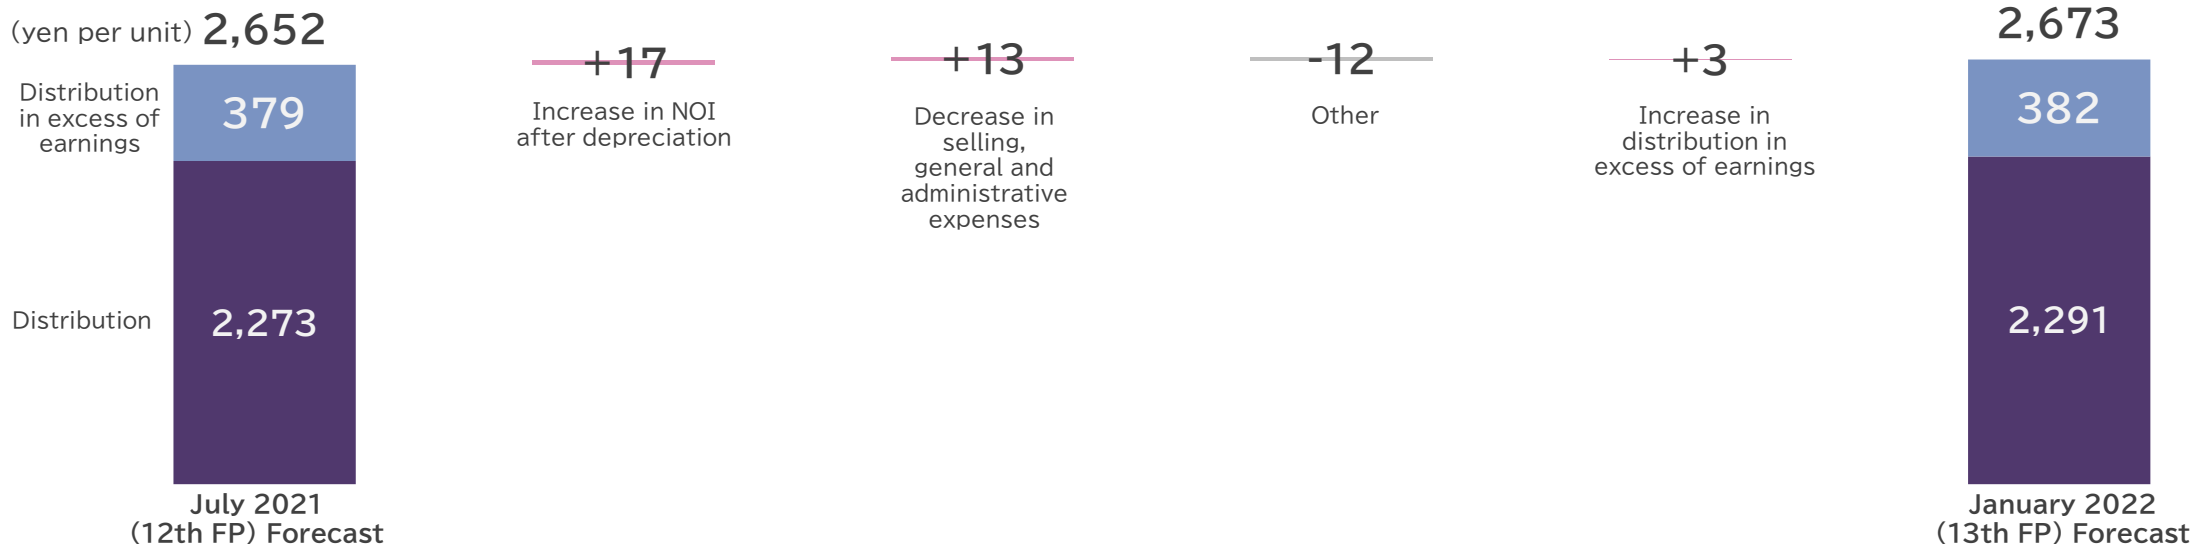 (yen per unit) 2,652
Distribution
in excess of
earnings
379
Distribution
2,273
July 2021
(12th FP) Forecast
+17
Increase in NOI
after depreciation
+13
Decrease in
selling,
general and
administrative
expenses
-12
Other
+3
Increase in
distribution in
excess of earnings
2,673
382
2,291
January 2022
(13th FP) Forecast